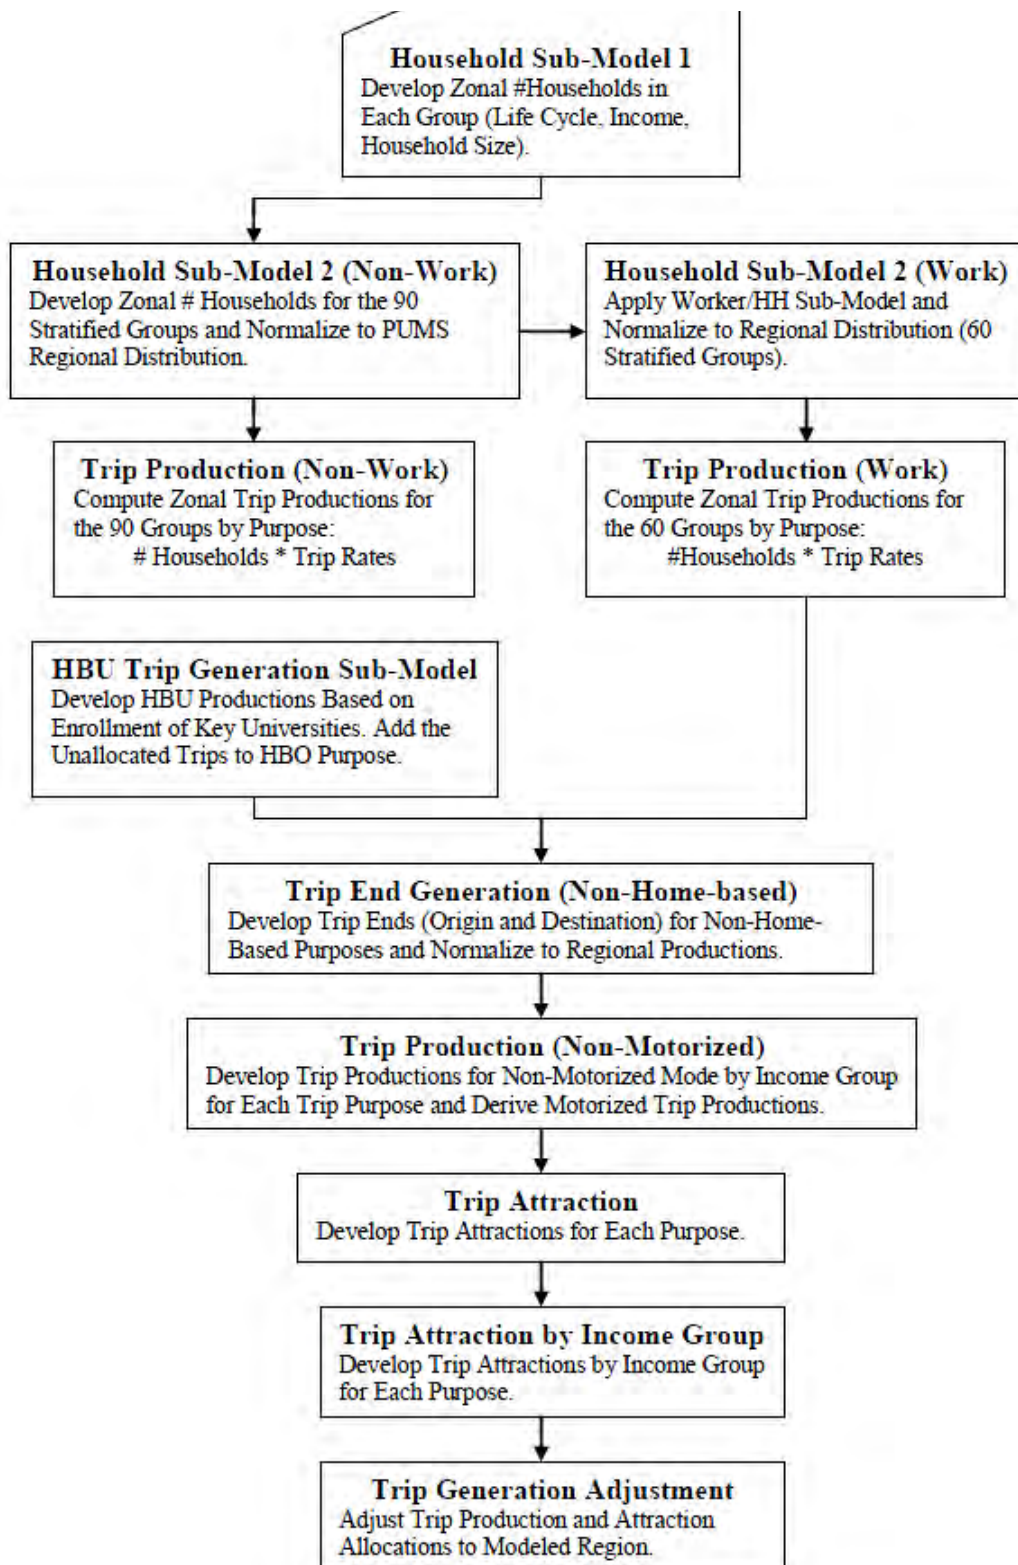 Household Sub-Model 1
Develop Zonal #Households in
Each Group (Life Cycle, Income,
Household Size).
Household Sub-Model 2 (Non-Work)
Develop Zonal # Households for the 90
Stratified Groups and Normalize to PUMS
Regional Distribution.
Household Sub-Model 2 (Work)
Apply Worker/HH Sub-Model and
Normalize to Regional Distribution (60
Stratified Groups).
Trip Production (Non-Work)
Compute Zonal Trip Productions for
the 90 Groups by Purpose:
# Households * Trip Rates
Trip Production (Work)
Compute Zonal Trip Productions for
the 60 Groups by Purpose:
#Households * Trip Rates
HBU Trip Generation Sub-Model
Develop HBU Productions Based on
Enrollment of Key Universities. Add the
Unallocated Trips to HBO Purpose.
Trip End Generation (Non-Home-based)
Develop Trip Ends (Origin and Destination) for Non-Home-
Based Purposes and Normalize to Regional Productions.
Trip Production (Non-Motorized)
Develop Trip Productions for Non-Motorized Mode by Income Group
for Each Trip Purpose and Derive Motorized Trip Productions.
Trip Attraction
Develop Trip Attractions for Each Purpose.
Trip Attraction by Income Group
Develop Trip Attractions by Income Group
for Each Purpose.
Trip Generation Adjustment
Adjust Trip Production and Attraction
Allocations to Modeled Region.